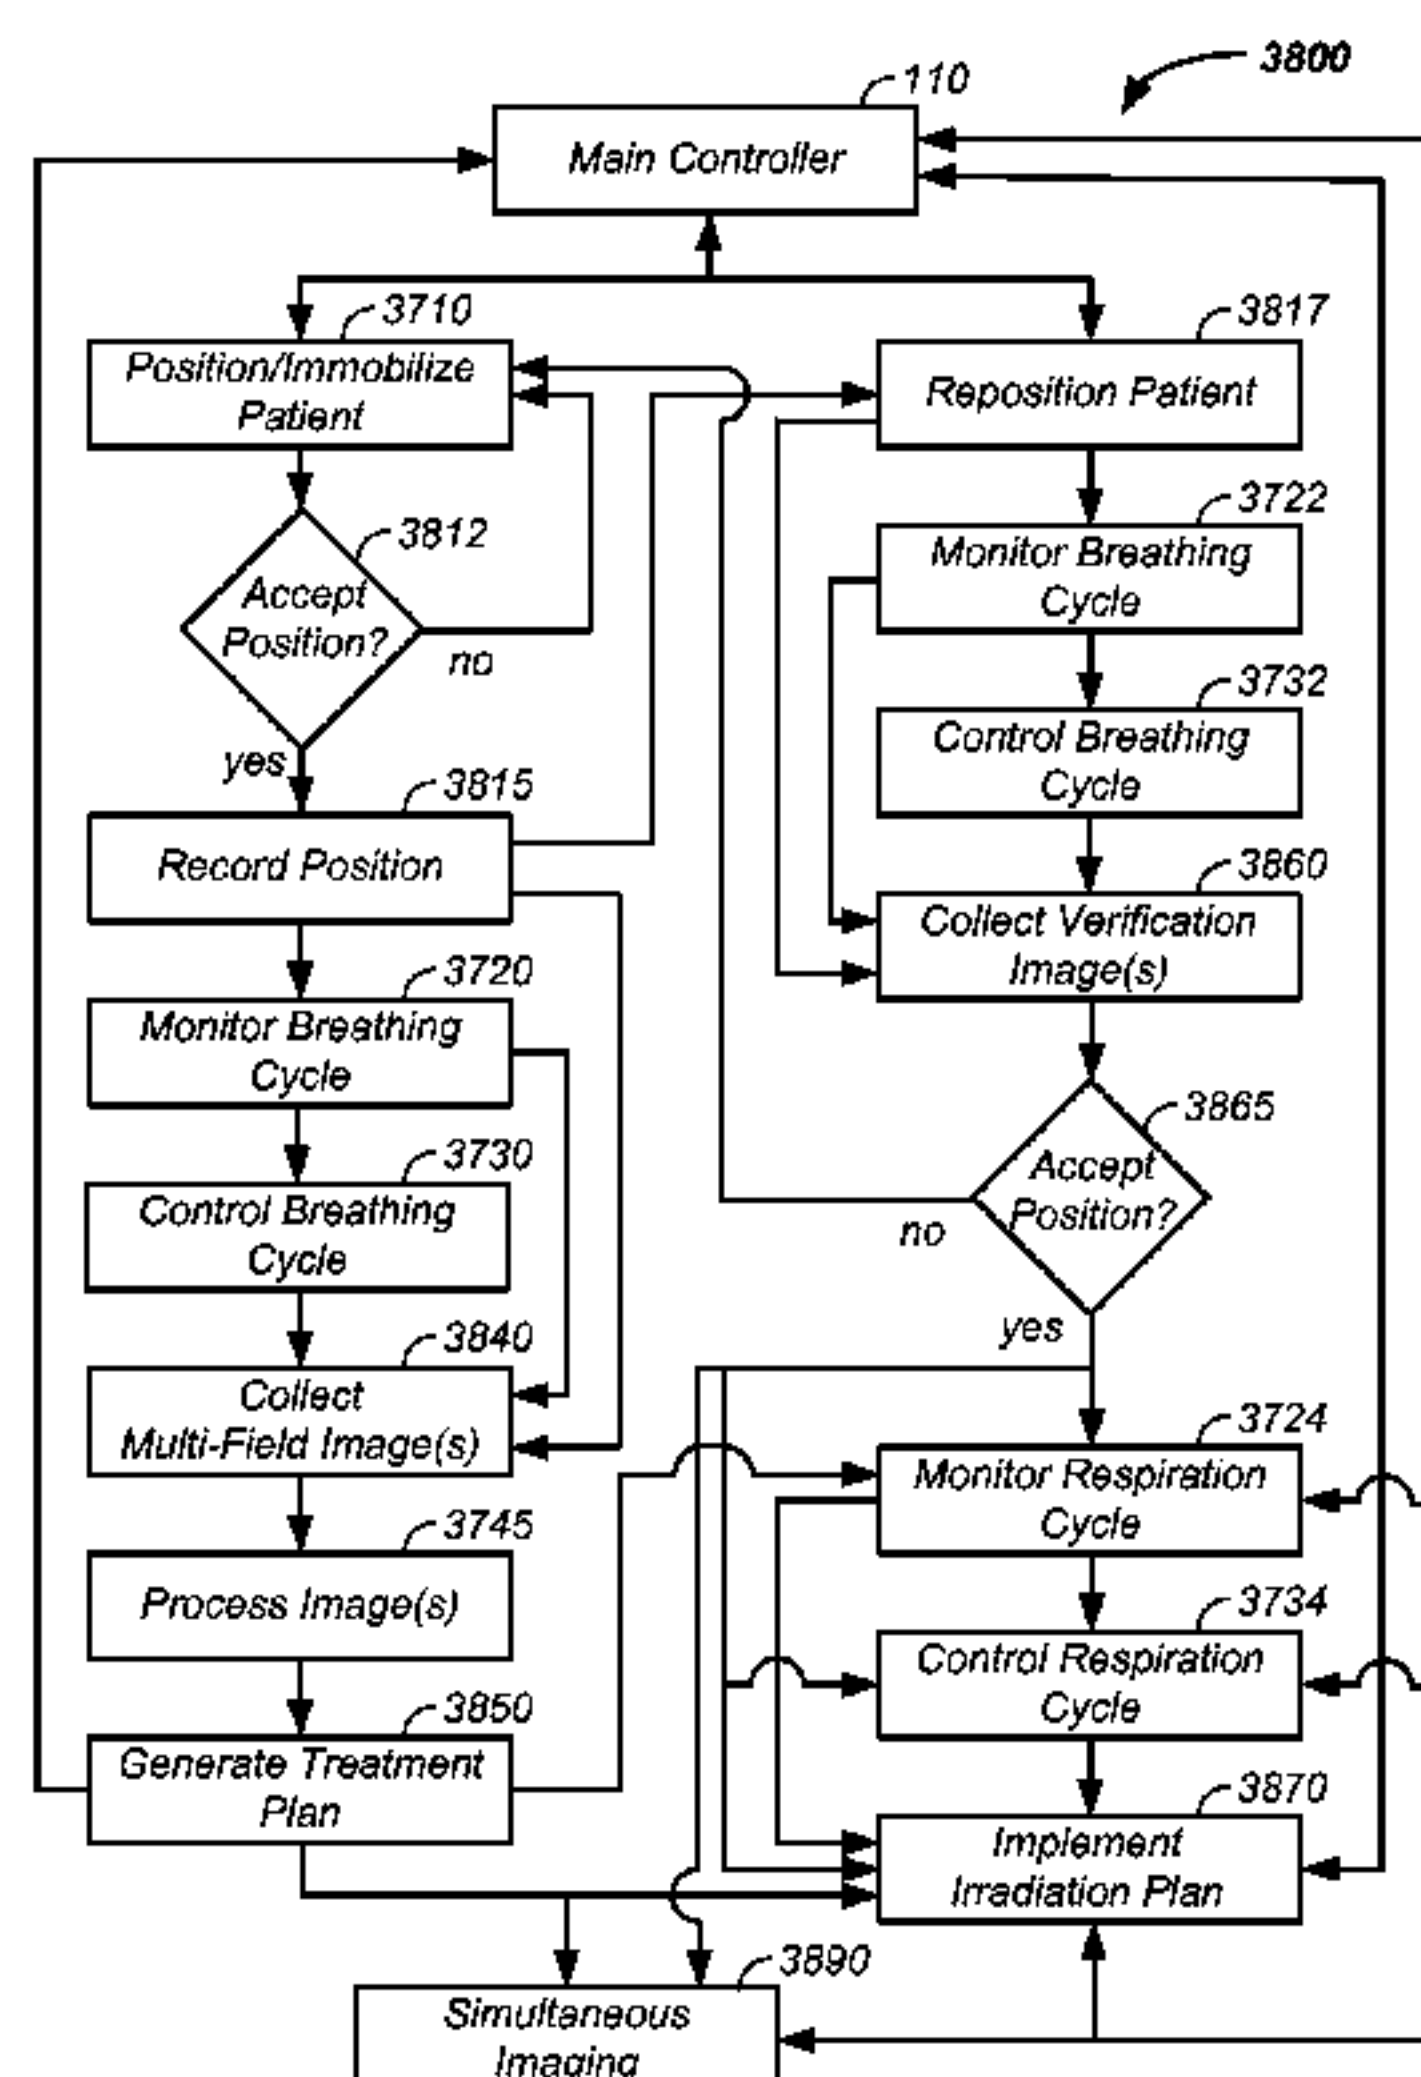 3800
110
Main Controller
3710
Position/Immobilize
Patient
3812
Accept
Position?
no
yes
3815
Record Position
3720
Monitor Breathing
Cycle
3730
Control Breathing
Cycle
3840
Collect
Multi-Field Image(s)
3745
Process Image(s)
3850
Generate Treatment
Plan
3817
Reposition Patient
3722
Monitor Breathing
Cycle
3732
Control Breathing
Cycle
3860
Collect Verification
Image(s)
3865
Accept
Position?
no
yes
3724
Monitor Respiration
Cycle
3734
Control Respiration
Cycle
3870
Implement
Irradiation Plan
3890
Simultaneous
Imaging